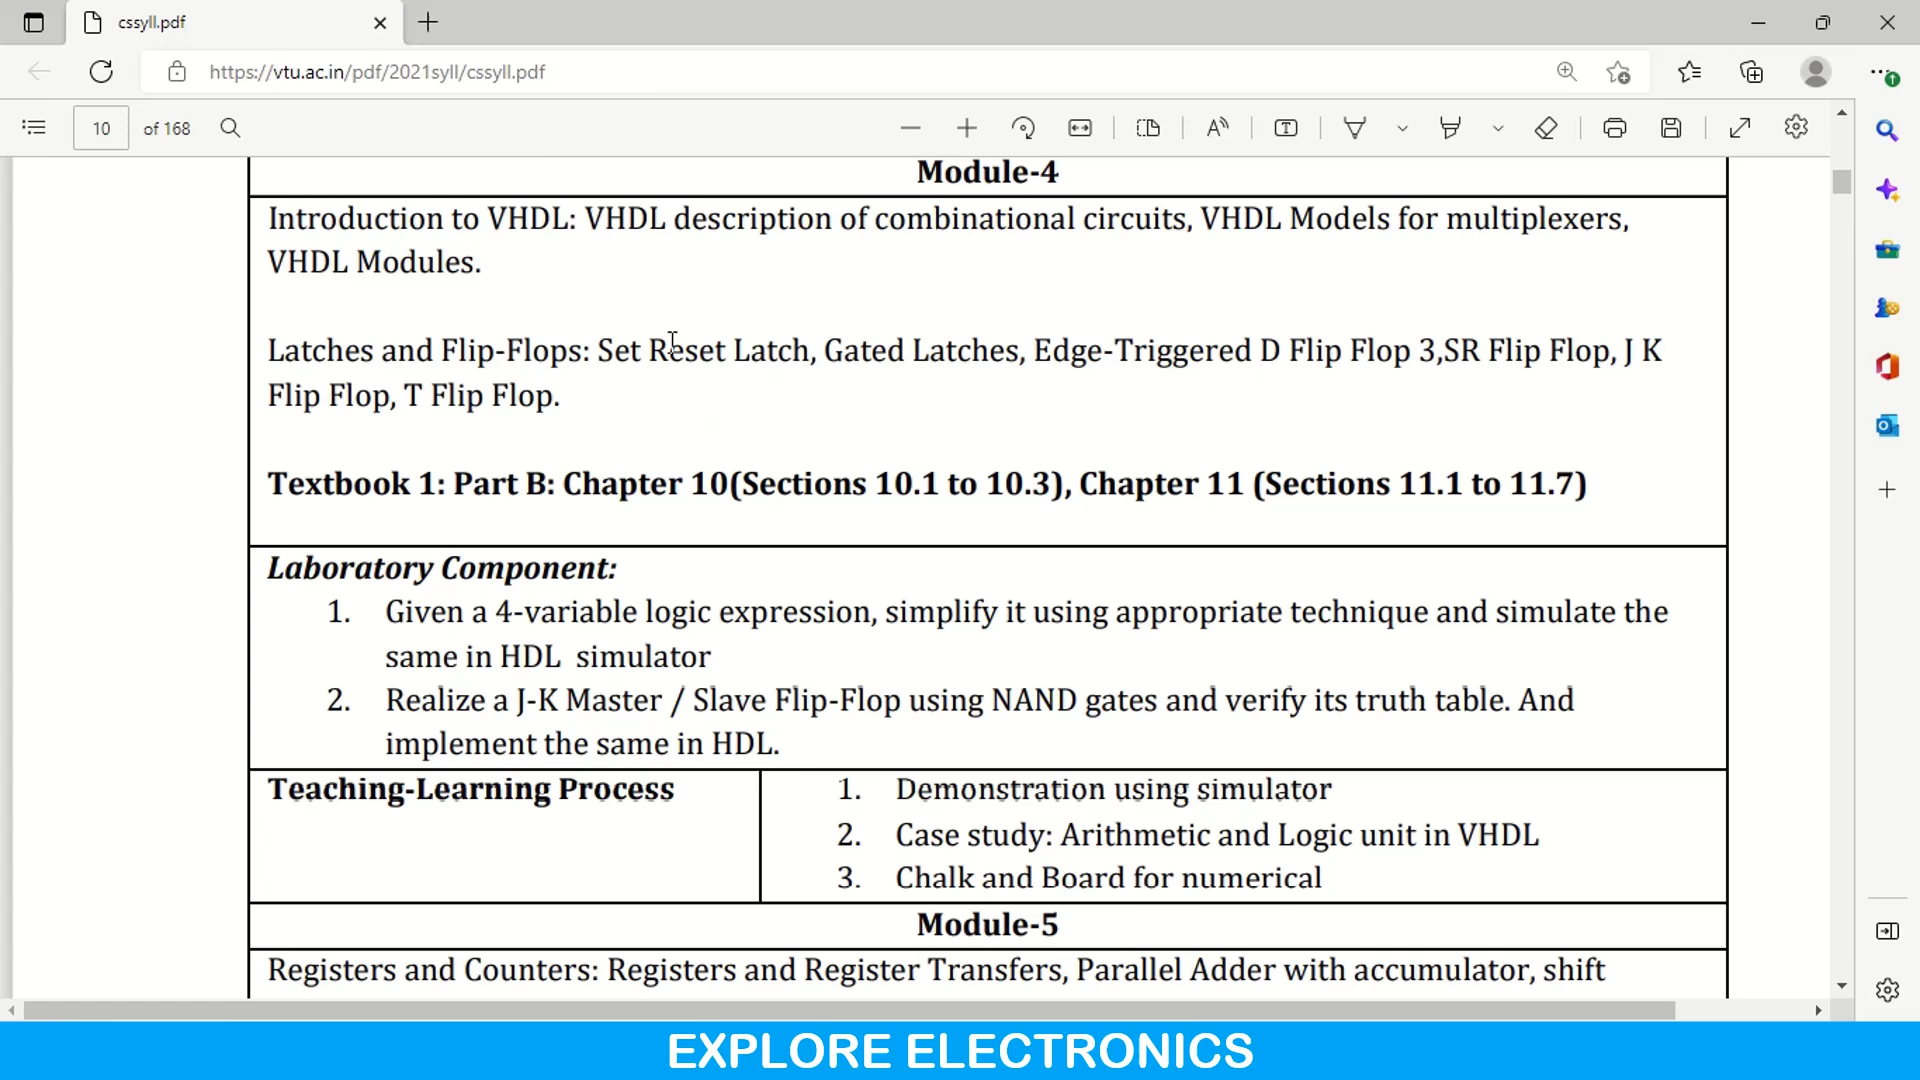 cssyll.pdf
https://vtu.ac.in/pdf/2021syll/cssyll.pdf
10 of 168
Module-4
Introduction to VHDL: VHDL description of combinational circuits, VHDL Models for multiplexers,
VHDL Modules.
Latches and Flip-Flops: Set Reset Latch, Gated Latches, Edge-Triggered D Flip Flop 3,SR Flip Flop, J K
Flip Flop, T Flip Flop.
Textbook 1: Part B: Chapter 10(Sections 10.1 to 10.3), Chapter 11 (Sections 11.1 to 11.7)
Laboratory Component:
1. Given a 4-variable logic expression, simplify it using appropriate technique and simulate the
same in HDL simulator
2. Realize a J-K Master / Slave Flip-Flop using NAND gates and verify its truth table. And
implement the same in HDL.
Teaching-Learning Process
1. Demonstration using simulator
2. Case study: Arithmetic and Logic unit in VHDL
3. Chalk and Board for numerical
Module-5
Registers and Counters: Registers and Register Transfers, Parallel Adder with accumulator, shift
EXPLORE ELECTRONICS